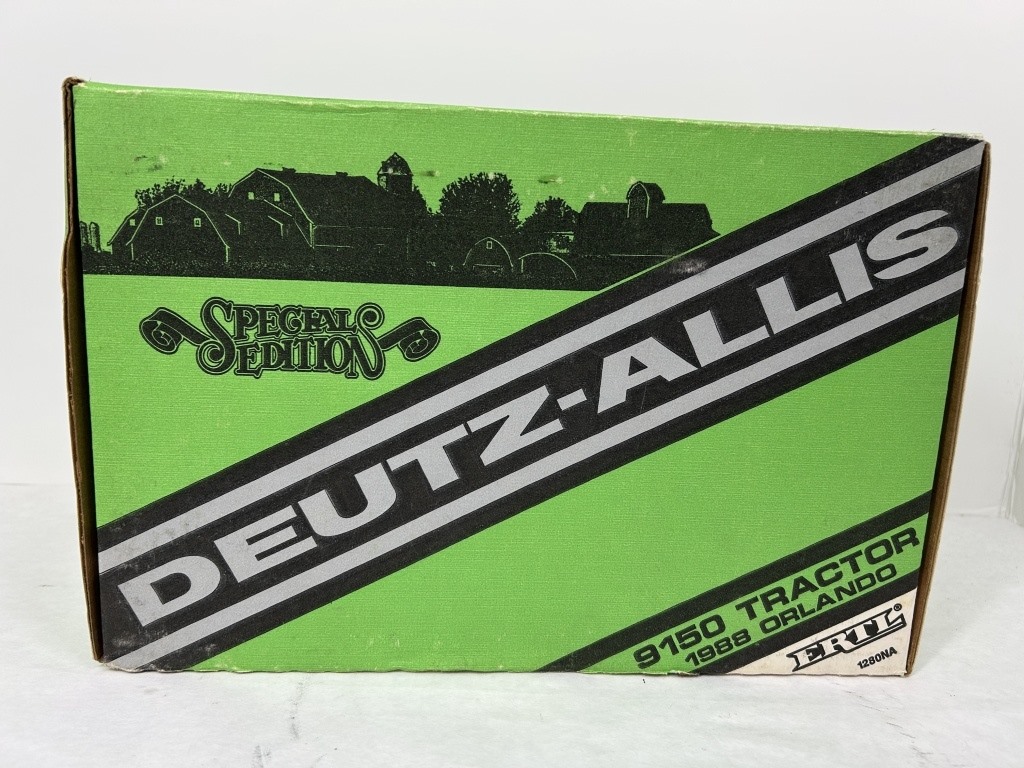 SPECIAL
EDITION
DEUTZ-ALLIS
9150 TRACTOR
1988 ORLANDO
ERTL®
1280NA